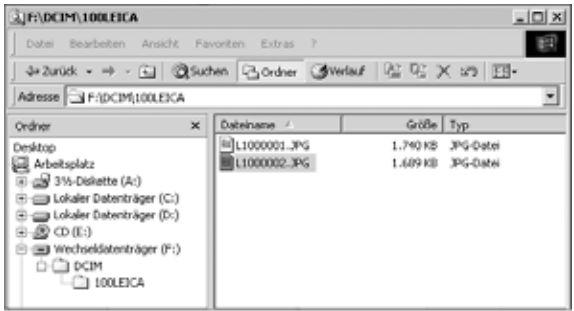 F:\DCIM\100LEICA
Datei Bearbeiten Ansicht Favoriten Extras ?
Zurück Suchen Ordner Verlauf
Adresse F:\DCIM\100LEICA
Ordner
Dateiname Größe Typ
Desktop
L1000001.JPG 1.740 KB JPG-Datei
Arbeitsplatz
L1000002.JPG 1.689 KB JPG-Datei
3½-Diskette (A:)
Lokaler Datenträger (C:)
Lokaler Datenträger (D:)
CD (E:)
Wechseldatenträger (F:)
DCIM
100LEICA